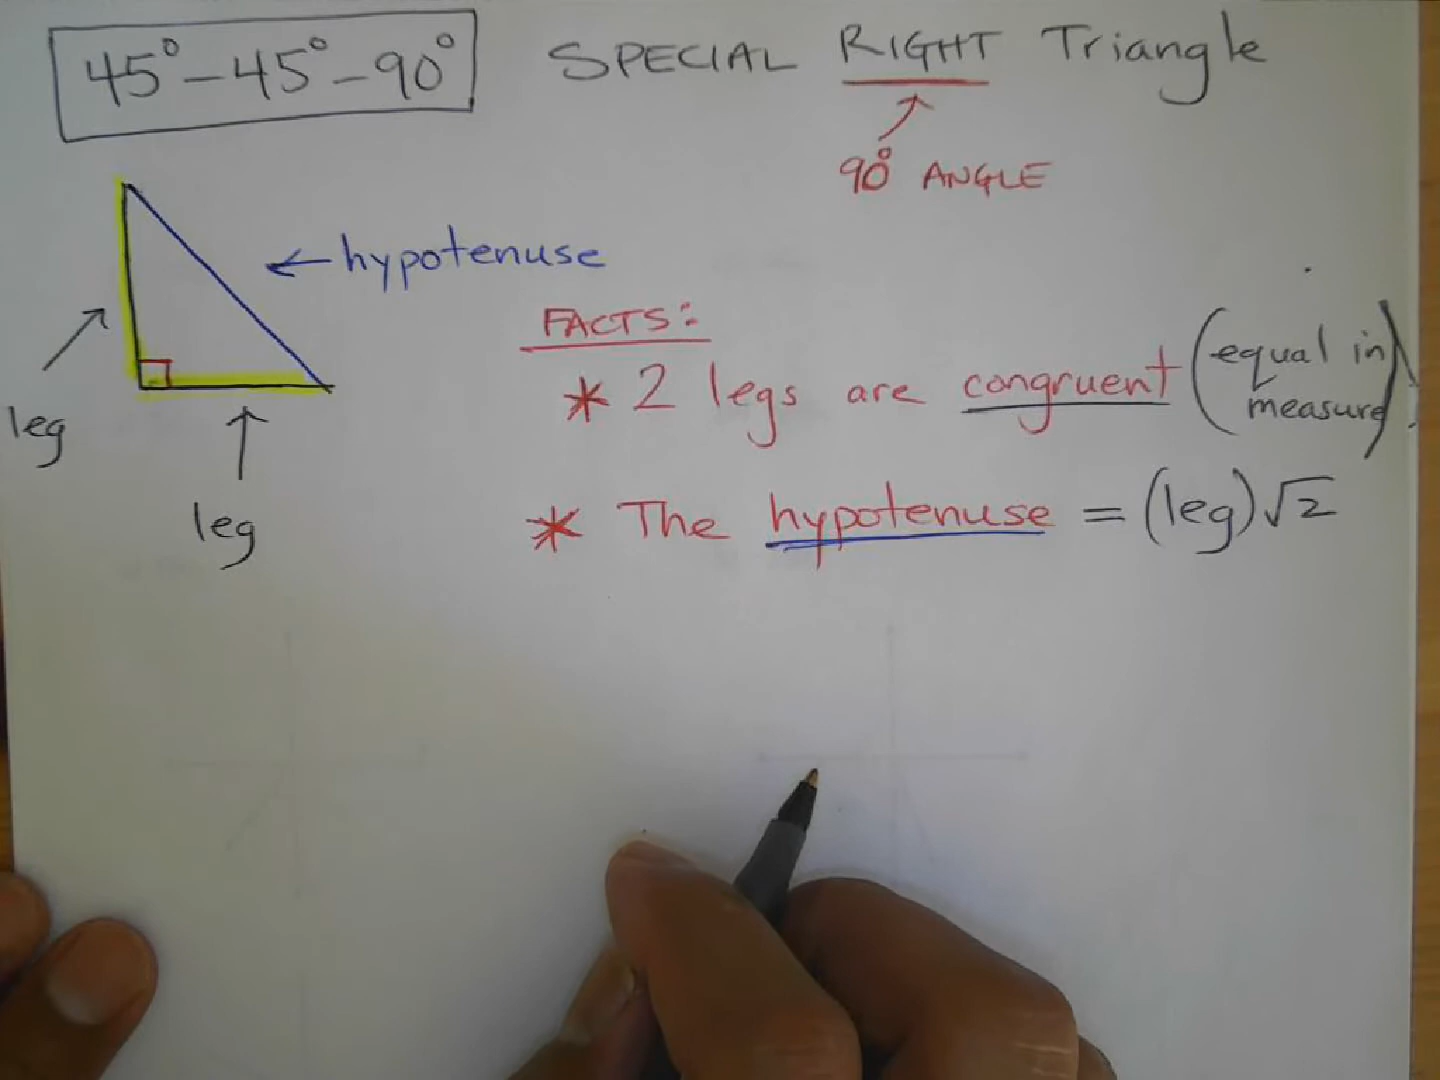 45°-45°-90° SPECIAL RIGHT Triangle
90° ANGLE
hypotenuse
leg
leg
FACTS:
* 2 legs are congruent (equal in measure)
* The hypotenuse = (leg)√2